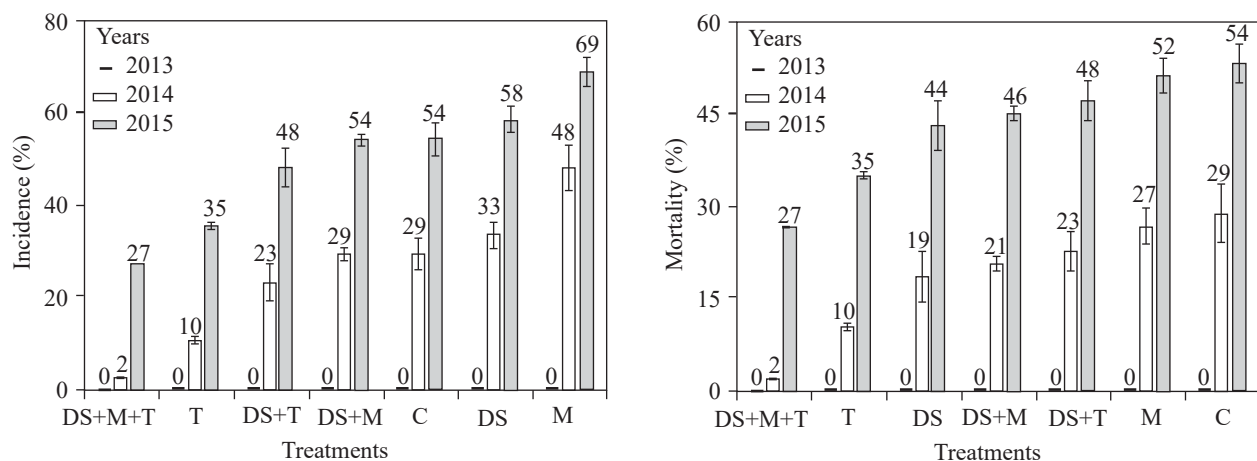 80
60
40
20
0
Incidence (%)
Years
2013
2014
2015
0 2 27
0 10 35
0 23 48
0 29 54
0 29 54
0 33 58
0 48 69
DS+M+T T DS+T DS+M C DS M
Treatments
60
45
30
15
0
Mortality (%)
Years
2013
2014
2015
0 2 27
0 10 35
0 19 44
0 21 46
0 23 48
0 27 52
0 29 54
DS+M+T T DS DS+M DS+T M C
Treatments